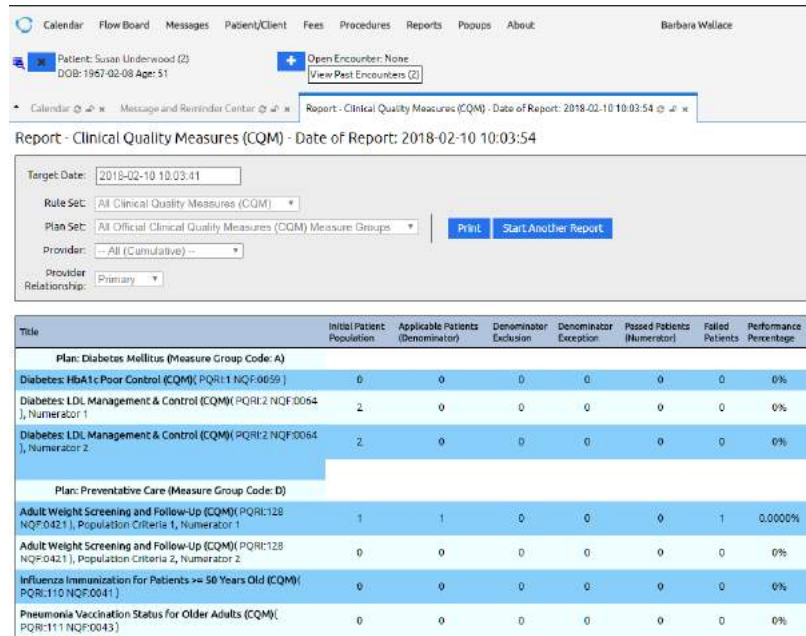 Calendar Flow Board Messages Patient/Client Fees Procedures Reports Popups About Barbara Wallace
Patient: Susan Underwood (2) Open Encounter: None
DOB: 1967-02-08 Age: 51 View Past Encounters (2)
Calendar Message and Reminder Center Report - Clinical Quality Measures (CQM) - Date of Report: 2018-02-10 10:03:54
Report - Clinical Quality Measures (CQM) - Date of Report: 2018-02-10 10:03:54
Target Date: 2018-02-10 10:03:41
Rule Set: All Clinical Quality Measures (CQM)
Plan Set: All Official Clinical Quality Measures (CQM) Measure Groups Print Start Another Report
Provider: -- All (Cumulative) --
Provider
Relationship: Primary
Title Initial Patient Population Applicable Patients (Denominator) Denominator Exclusion Denominator Exception Passed Patients (Numerator) Failed Patients Performance Percentage
Plan: Diabetes Mellitus (Measure Group Code: A)
Diabetes: HbA1c Poor Control (CQM)( PQRI:1 NQF:0059 ) 0 0 0 0 0 0 0%
Diabetes: LDL Management & Control (CQM)( PQRI:2 NQF:0064
), Numerator 1 2 0 0 0 0 0 0%
Diabetes: LDL Management & Control (CQM)( PQRI:2 NQF:0064
), Numerator 2 2 0 0 0 0 0 0%
Plan: Preventative Care (Measure Group Code: D)
Adult Weight Screening and Follow-Up (CQM)( PQRI:128
NQF:0421 ), Population Criteria 1, Numerator 1 1 1 0 0 0 1 0.0000%
Adult Weight Screening and Follow-Up (CQM)( PQRI:128
NQF:0421 ), Population Criteria 2, Numerator 2 0 0 0 0 0 0 0%
Influenza Immunization for Patients >= 50 Years Old (CQM)(
PQRI:110 NQF:0041 ) 0 0 0 0 0 0 0%
Pneumonia Vaccination Status for Older Adults (CQM)(
PQRI:111 NQF:0043 ) 0 0 0 0 0 0 0%